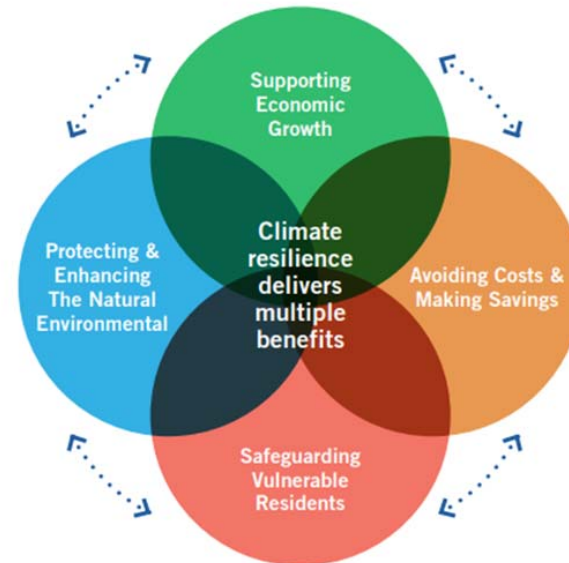 Supporting
Economic
Growth
Protecting &
Enhancing
The Natural
Environmental
Climate
resilience
delivers
multiple
benefits
Avoiding Costs &
Making Savings
Safeguarding
Vulnerable
Residents